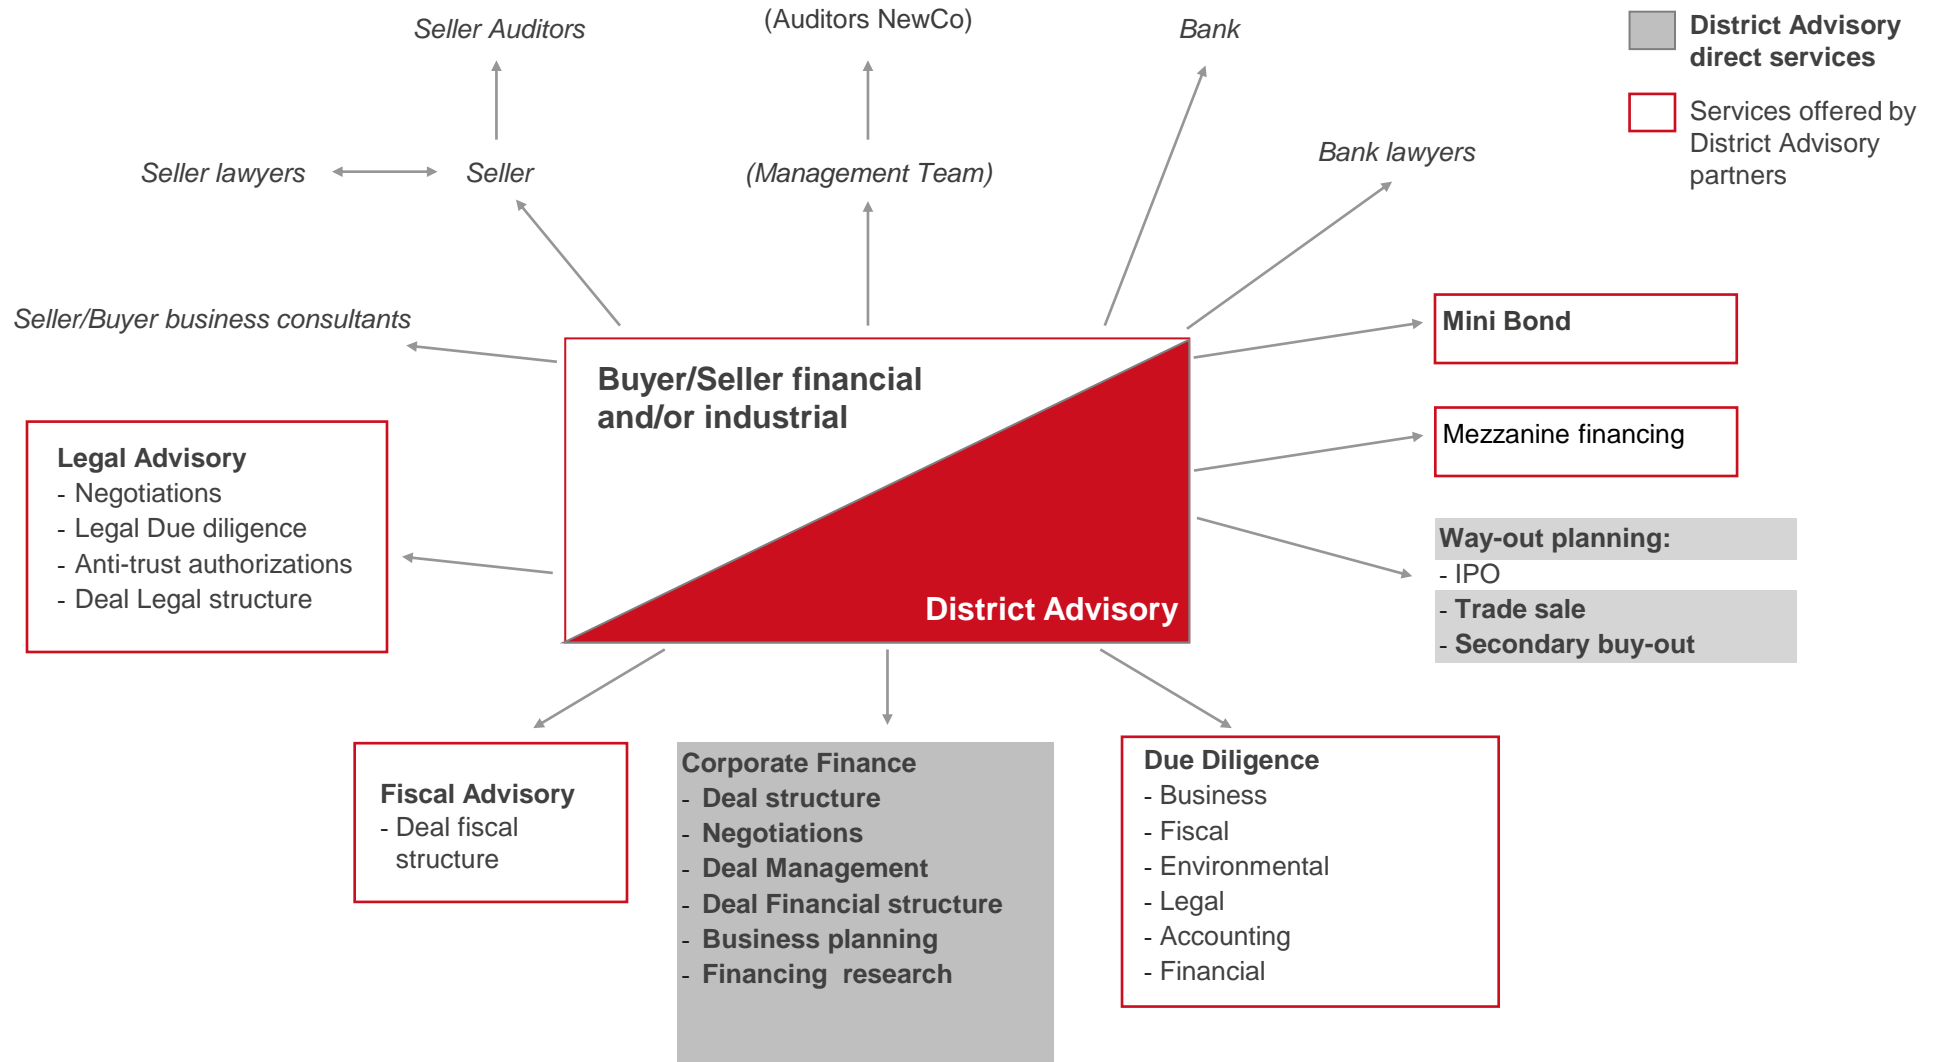 Seller Auditors
(Auditors NewCo)
Bank
District Advisory
direct services
Services offered by
District Advisory
partners
Seller lawyers
Seller
(Management Team)
Bank lawyers
Seller/Buyer business consultants
Buyer/Seller financial
and/or industrial
District Advisory
Mini Bond
Mezzanine financing
Legal Advisory
- Negotiations
- Legal Due diligence
- Anti-trust authorizations
- Deal Legal structure
Way-out planning:
- IPO
- Trade sale
- Secondary buy-out
Fiscal Advisory
- Deal fiscal
structure
Corporate Finance
- Deal structure
- Negotiations
- Deal Management
- Deal Financial structure
- Business planning
- Financing research
Due Diligence
- Business
- Fiscal
- Environmental
- Legal
- Accounting
- Financial